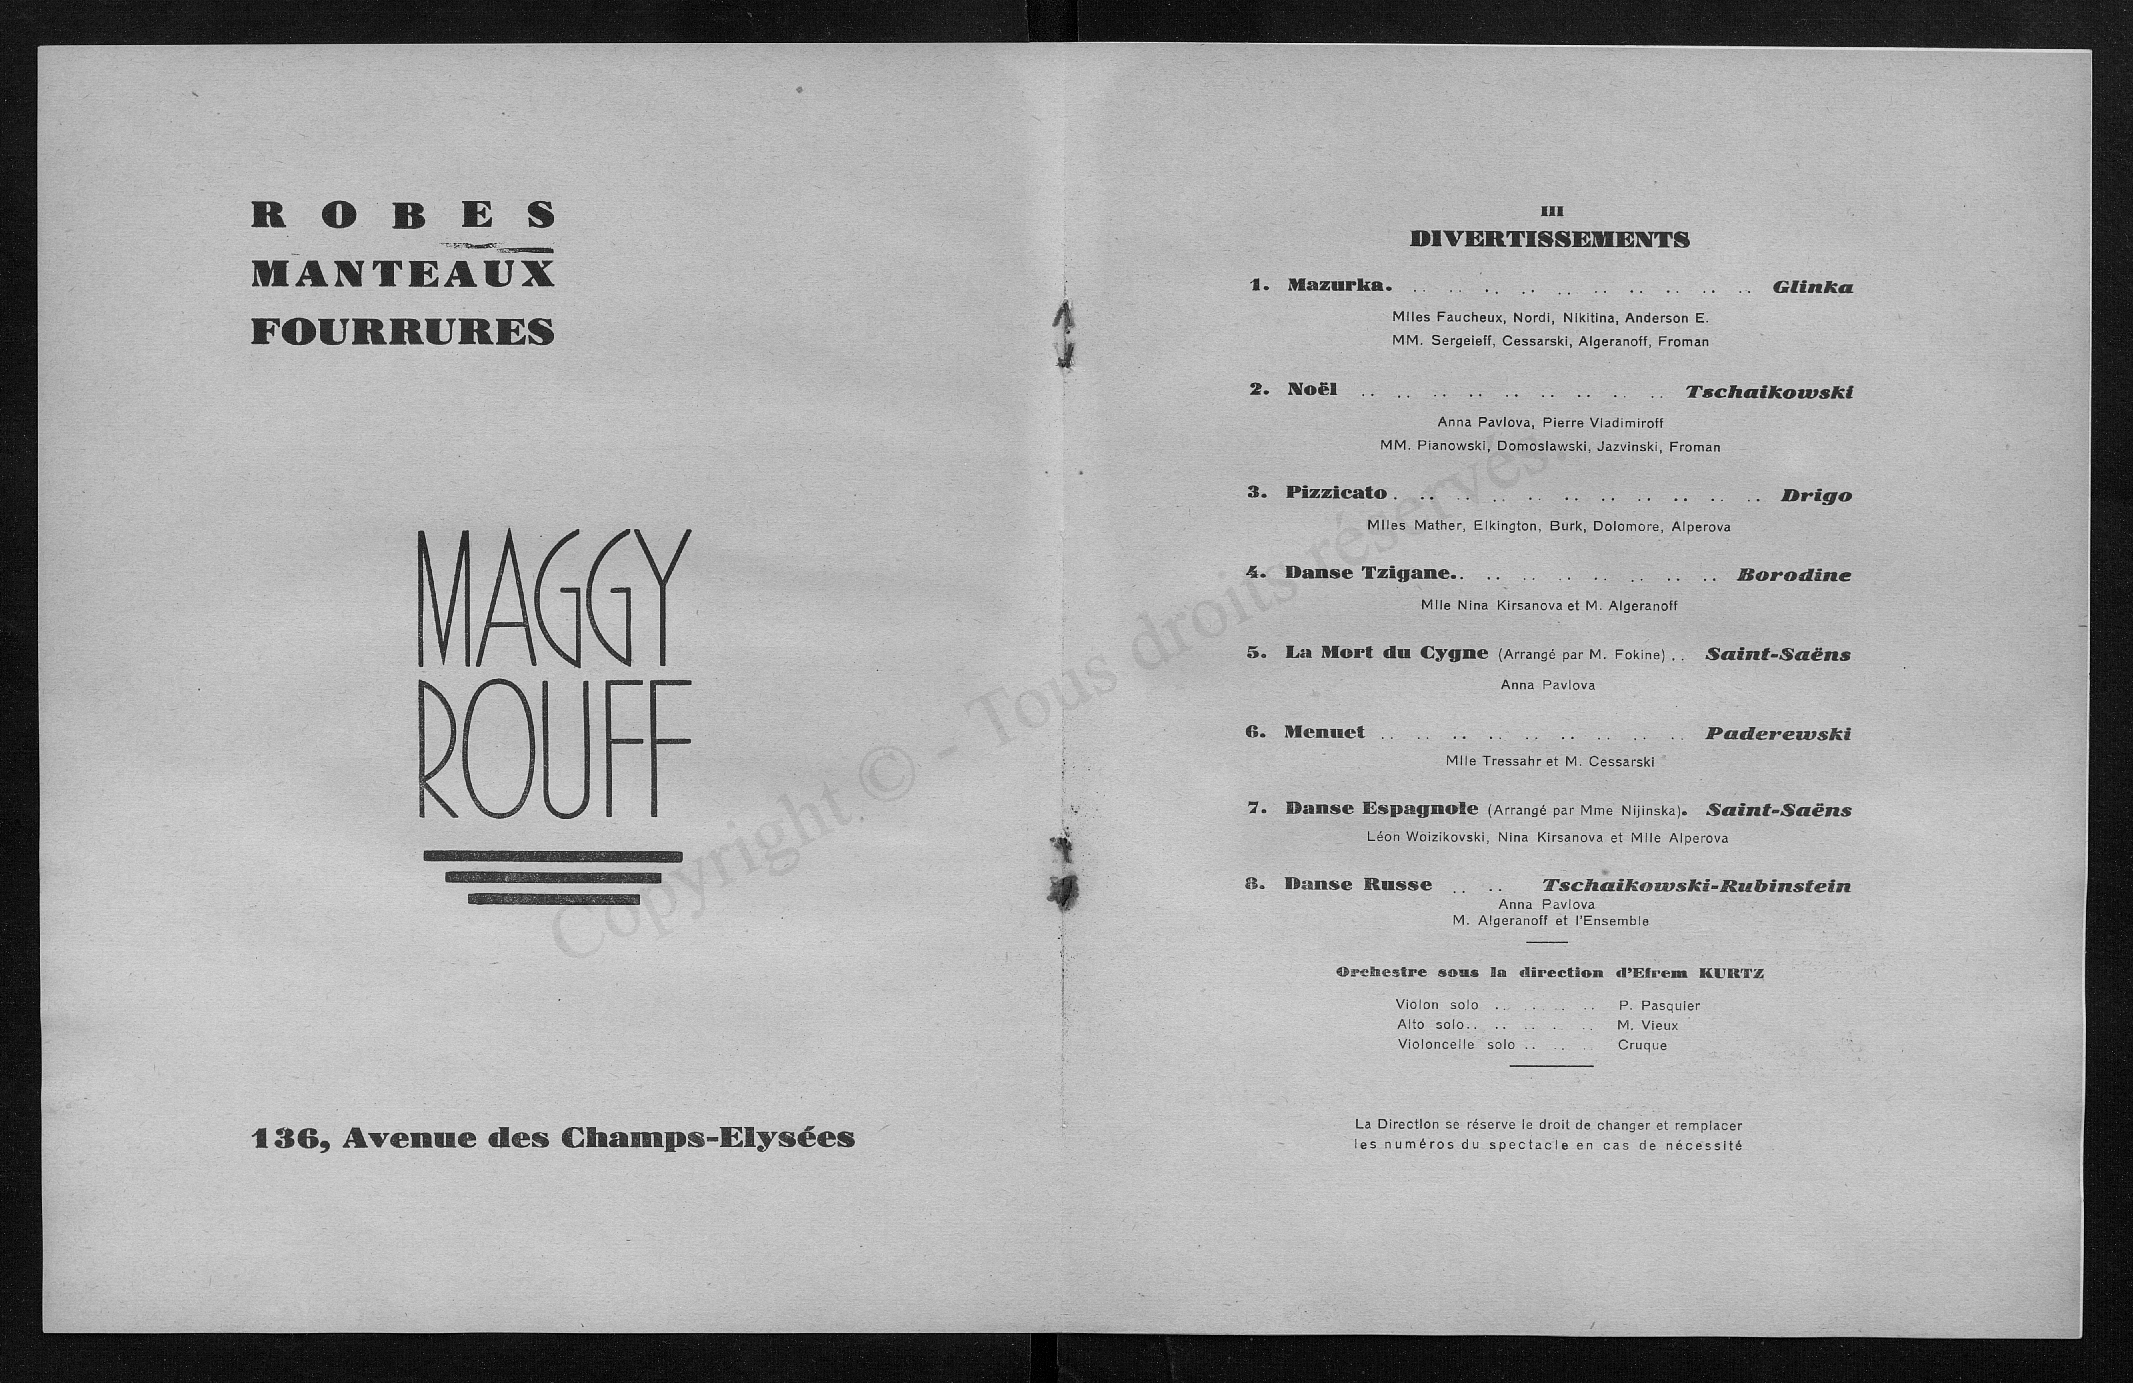 ROBES
MANTEAUX
FOURRURES
MAGGY
ROUFF
136, Avenue des Champs-Elysées
III
DIVERTISSEMENTS
1. Mazurka. .. .. .. .. .. .. .. .. .. .. Glinka
Mlles Faucheux, Nordi, Nikitina, Anderson E.
MM. Sergeieff, Cessarski, Algeranoff, Froman
2. Noël .. .. .. .. .. .. .. .. .. Tschaikowski
Anna Pavlova, Pierre Vladimiroff
MM. Pianowski, Domoslawski, Jazvinski, Froman
3. Pizzicato . .. .. .. .. .. .. .. .. .. .. Drigo
Mlles Mather, Elkington, Burk, Dolomore, Alperova
4. Danse Tzigane.. .. .. .. .. .. .. .. Borodine
Mlle Nina Kirsanova et M. Algeranoff
5. La Mort du Cygne (Arrangé par M. Fokine) .. Saint-Saëns
Anna Pavlova
6. Menuet .. .. .. .. .. .. .. .. .. Paderewski
Mlle Tressahr et M. Cessarski
7. Danse Espagnole (Arrangé par Mme Nijinska). Saint-Saëns
Léon Woizikovski, Nina Kirsanova et Mlle Alperova
8. Danse Russe .. .. Tschaikowski-Rubinstein
Anna Pavlova
M. Algeranoff et l'Ensemble
Orchestre sous la direction d'Efrem KURTZ
Violon solo .. .. .. .. P. Pasquier
Alto solo.. .. .. .. .. M. Vieux
Violoncelle solo .. .. .. Cruque
La Direction se réserve le droit de changer et remplacer
les numéros du spectacle en cas de nécessité
Copyright © - Tous droits réservés.